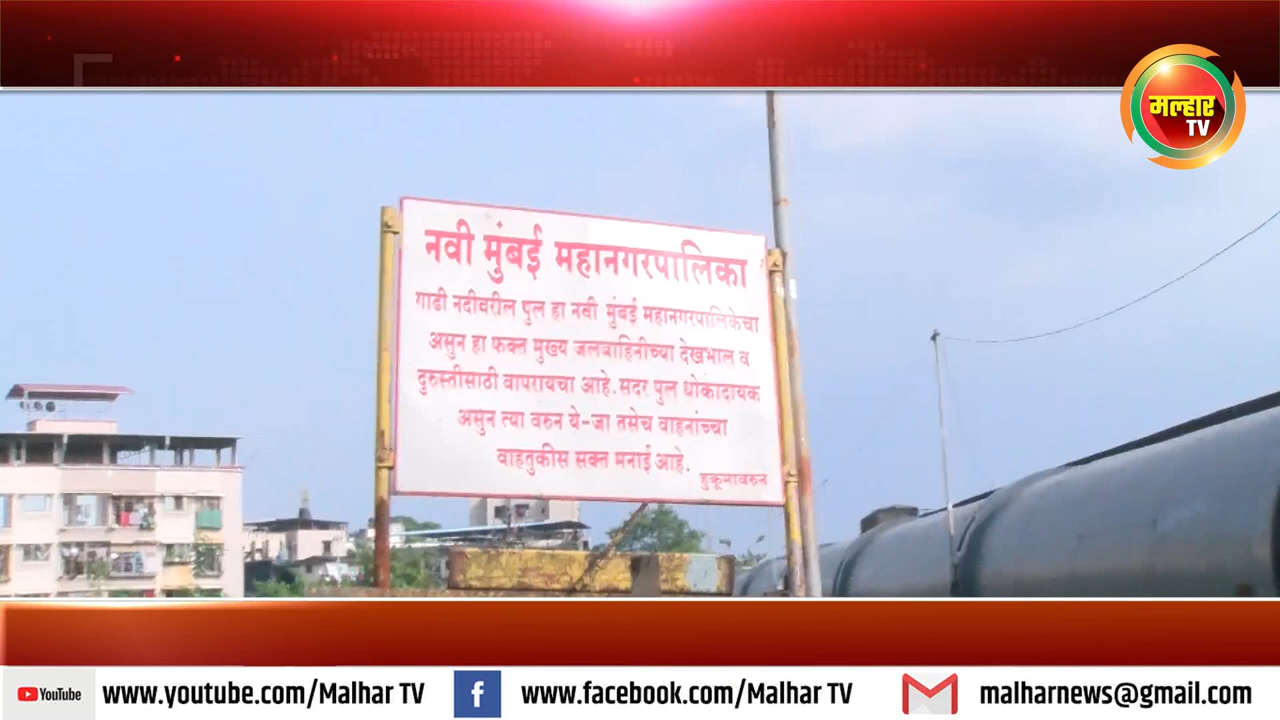 मल्हार
TV
नवी मुंबई महानगरपालिका
गाढी नदीवरील पुल हा नवी मुंबई महानगरपालिकेचा
असुन हा फक्त मुख्य जलवाहिनीच्या देखभाल व
दुरुस्तीसाठी वापरायचा आहे. सदर पुल धोकादायक
असुन त्या वरुन ये-जा तसेच वाहनांच्या
वाहतुकीस सक्त मनाई आहे.
हुकूमावरुन
YouTube www.youtube.com/Malhar TV f www.facebook.com/Malhar TV malharnews@gmail.com